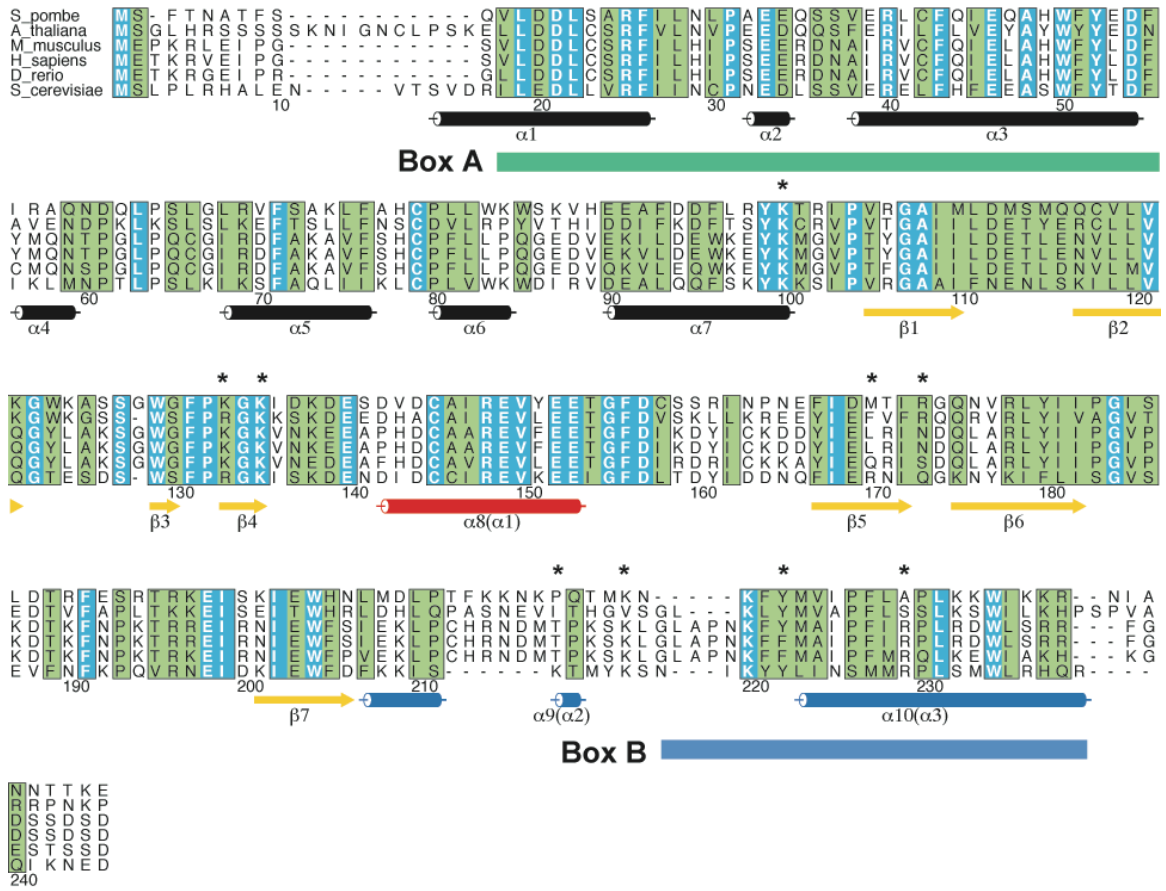 S_pombe M S - F T N A T F S - - - - - - - - - - - Q V L D D L S A R F I L N L P A E E Q S S V E R L C F Q I E Q A H W F Y E D F
A_thaliana M S G L H R S S S S S K N I G N C L P S K E L L D D L C S R F V L N V P E E D Q Q S F E R I L F L V E Y A Y W F Y E D N
M_musculus M E P K R L E I P G - - - - - - - - - - - S V L D D L C S R F I L H I P S E E R D N A I R V C F Q I E L A H W F Y L D F
H_sapiens M E T K R V E I P G - - - - - - - - - - - S V L D D L C S R F I L H I P S E E R D N A I R V C F Q I E L A H W F Y L D F
D_rerio M E T K R G E I P R - - - - - - - - - - - G L L D D L C S R F I L H I P S E E R D N A I R V C F Q I E L A H W F Y L D F
S_cerevisiae M S L P L R H A L E N - - - - - V T S V D R I L E D L L V R F I L N C P N E D L S S V E R E L F H F E E A S W F Y T D F
10 20 30 40 50
α1 α2 α3
Box A
*
I R A Q N D Q L P S L G L R V F S A K L F A H C P L L W K W S K V H E E A F D D F L R Y K T R I P V R G A I M L D M S M Q Q C V L V
A V E N D P K L K S L S L K E F T S L L F N S C D V L R P Y V T H I D D I F K D F T S Y K C R V P V T G A I I L D E T Y E R C L L V
Y M Q N T P G L P Q C G I R D F A K A V F S H C P F L L P Q G E D V E K I L D E W K E Y K M G V P T Y G A I I L D E T L E N V L L V
C M Q N S P G L P Q C G I R D F A K A V F S H C P F L L P Q G E D V Q K V L E Q W K E Y K M G V P T F G A I I L D E T L D N V L M V
I K L M N P T L P S L K I K S F A Q L I I K L C P L V W K W D I R V D E A L Q Q F S K Y K K S I P V R G A A I F N E N L S K I L L V
60 70 80 90 100 110 120
α4 α5 α6 α7 β1 β2
* * * *
K G W K A S S G W G F P K G K I D K D E S D V D C A I R E V Y E E T G F D C S S R I N P N E F I D M T I R G Q N V R L Y I I P G I S
K G W K G S S - W S F P R G K K S K D E E D H A C A I R E V L E E T G F D V S K L L K R E E Y I E F V F R Q Q R V R L Y I V A G V T
Q G Y L A K S G W G F P K G K V N K E E A P H D C A A R E V F E E T G F D I K D Y I C K D D Y I E L R I N D Q L A R L Y I I P G V P
Q G Y L A K S G W G F P K G K V N K E D A F H D C A V R E V L E E T G F D I R D R I C K K A Y I E Q R I S D Q L A R L Y I I P G V P
Q G T E S D S - W S F P R G K I S K D E N D I D C C I R E V K E E I G F D L T D Y I D D N Q F I E R N I Q G K N Y K I F L I S G V S
130 140 150 160 170 180
β3 β4 α8(α1) β5 β6
* * * *
L D T R F E S R T R K E I S K I E W H N L M D L P T F K K N K P Q T M K N - - - - - K F Y M V I P F L A P L K K W I L K R - - N I A
E D T V F A P L T K K E I S E I T W H R L D H L Q P A S N E V I T H G V S G L - - - K L Y M V A P F L S S L K S W I L K H P S P V A
K D T K F N P K T R R E I R N I E W F S I E K L P C H R N D M T P K S K L G L A P N K F F M A I P F I R P L R D W L S R R - - - F G
K D T K F N P K T R K E I R N I E W F P V E K L P C H R N D M T P K S K L G L A P N K F F M A I P F M R Q L K E W L A K H - - - K G
E V F N F K P Q V R N E I D K I E W F D F K K L S - - - - - - K T M Y K S N - - - I K Y Y L I N S M M R P L S M W L R H Q R - - - -
190 200 210 220 230
β7 α9(α2) α10(α3)
Box B
N N T T K E
R R P N K P
D S S D S D
D S S D S D
E S T S S D
Q I K N E D
240